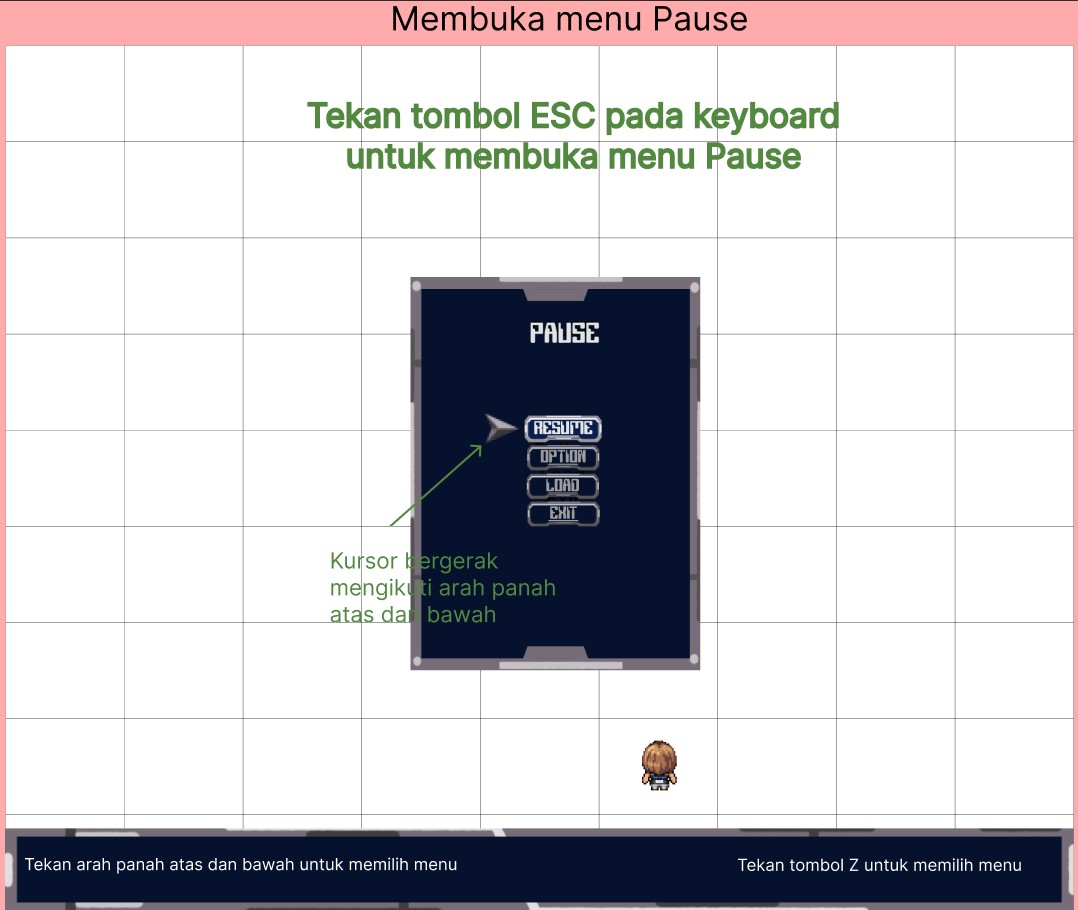 Membuka menu Pause
Tekan tombol ESC pada keyboard
untuk membuka menu Pause
PAUSE
RESUME
OPTION
LOAD
EXIT
Kursor bergerak
mengikuti arah panah
atas dan bawah
Tekan arah panah atas dan bawah untuk memilih menu
Tekan tombol Z untuk memilih menu